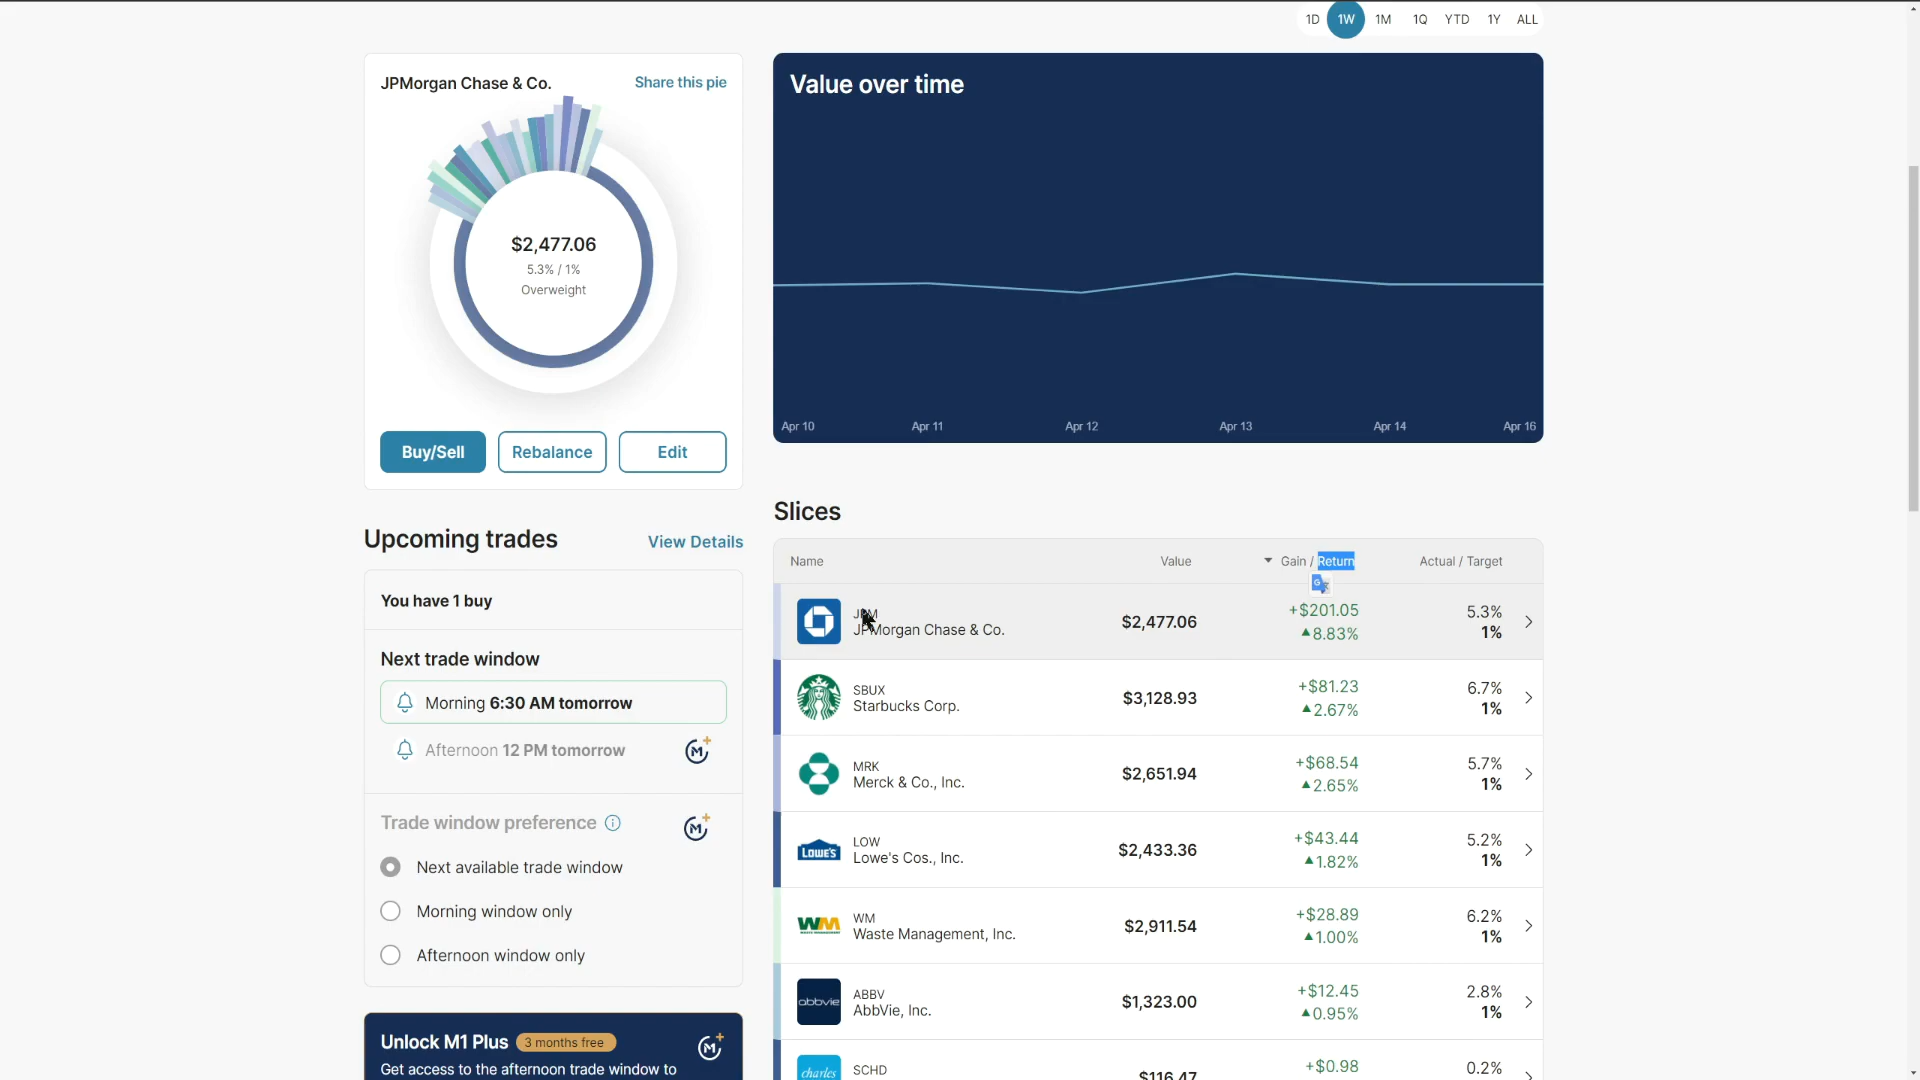 1D 1W 1M 1Q YTD 1Y ALL
JPMorgan Chase & Co. Share this pie
$2,477.06
5.3% / 1%
Overweight
Buy/Sell Rebalance Edit
Value over time
Apr 10 Apr 11 Apr 12 Apr 13 Apr 14 Apr 16
Upcoming trades View Details
You have 1 buy
Next trade window
Morning 6:30 AM tomorrow
Afternoon 12 PM tomorrow
Trade window preference
Next available trade window
Morning window only
Afternoon window only
Unlock M1 Plus 3 months free
Get access to the afternoon trade window to
Slices
Name Value Gain / Return Actual / Target
JPM
JPMorgan Chase & Co.
$2,477.06
+$201.05
8.83%
5.3%
1%
SBUX
Starbucks Corp.
$3,128.93
+$81.23
2.67%
6.7%
1%
MRK
Merck & Co., Inc.
$2,651.94
+$68.54
2.65%
5.7%
1%
LOWE'S
LOW
Lowe's Cos., Inc.
$2,433.36
+$43.44
1.82%
5.2%
1%
WM
WASTE MANAGEMENT
WM
Waste Management, Inc.
$2,911.54
+$28.89
1.00%
6.2%
1%
abbvie
ABBV
AbbVie, Inc.
$1,323.00
+$12.45
0.95%
2.8%
1%
charles
SCHD
$116.47
+$0.98
0.2%